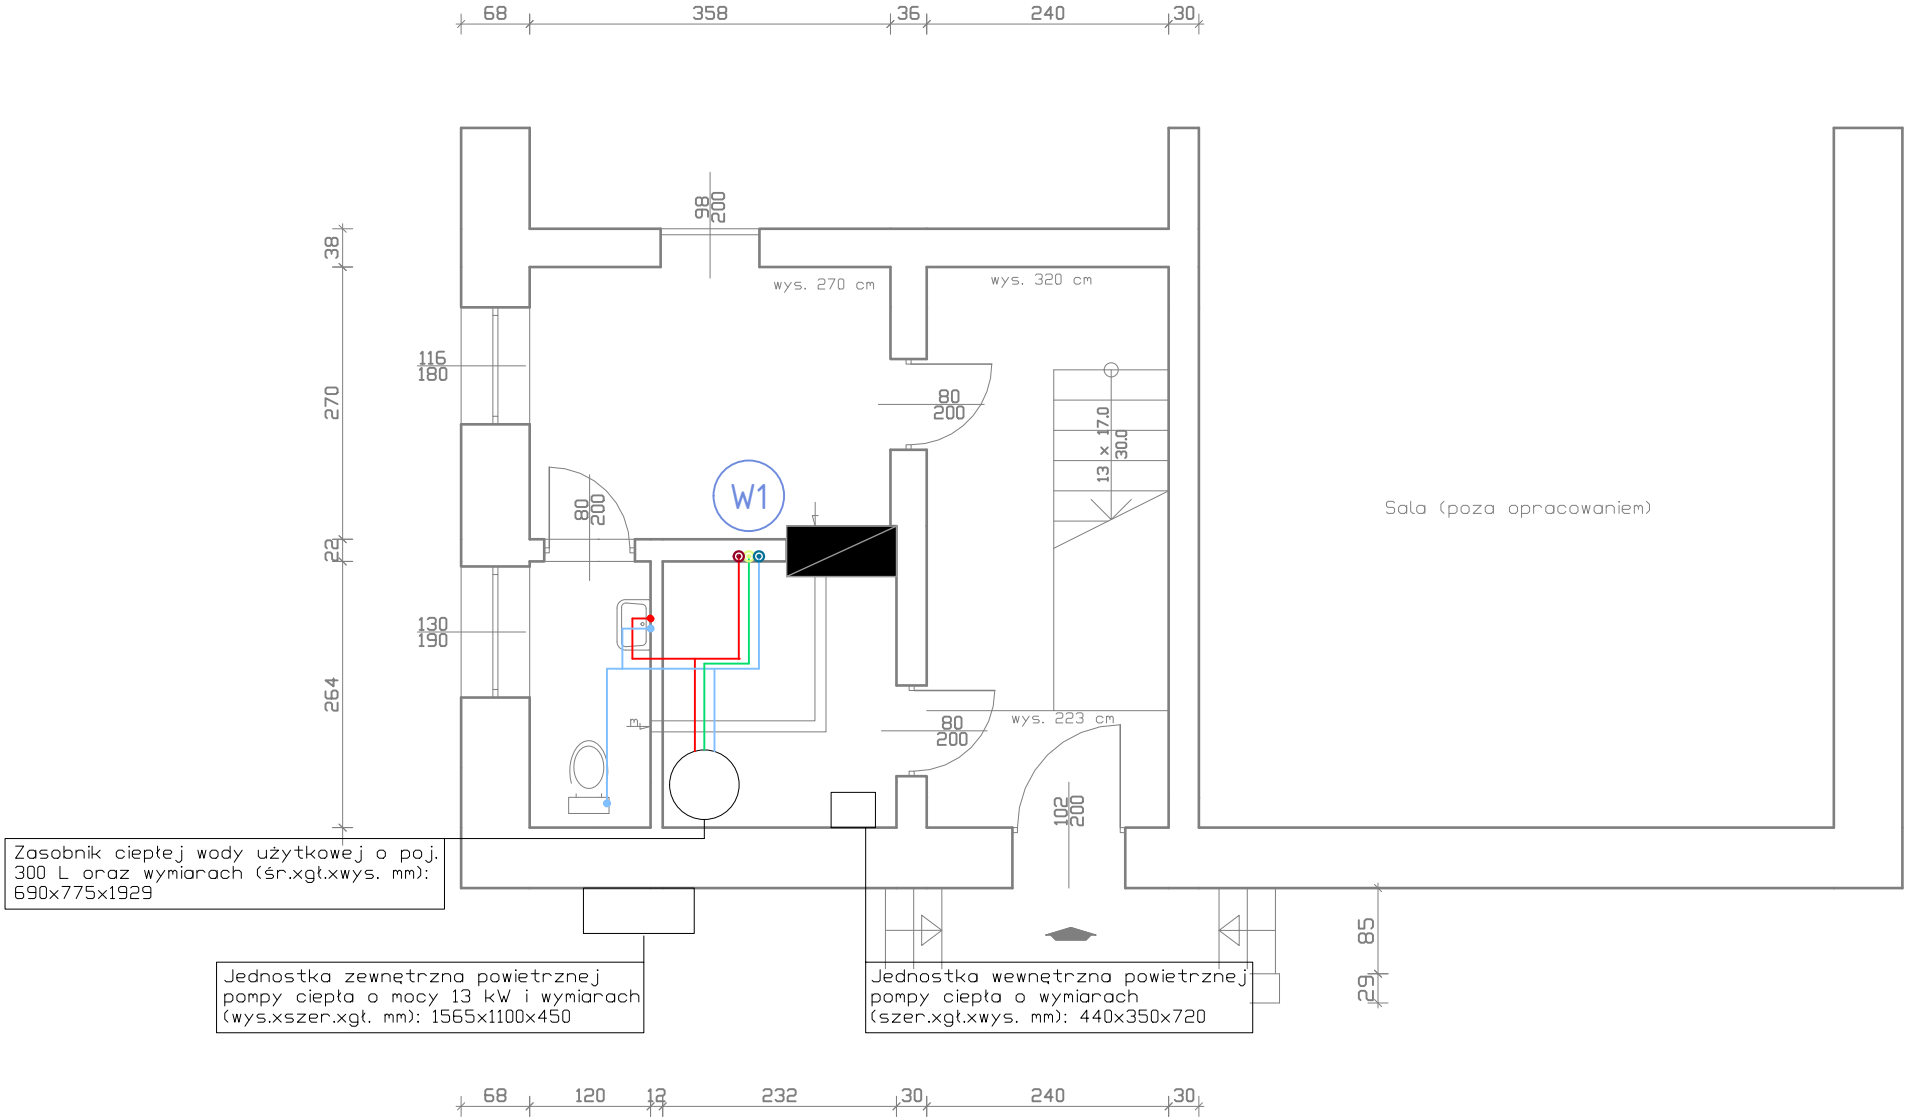 68
358
36
240
30
98
200
38
wys. 270 cm
wys. 320 cm
116
180
270
80
200
13 x 17.0
30.0
W1
80
200
22
Sala (poza opracowaniem)
130
190
264
m
80
200
wys. 223 cm
102
200
Zasobnik ciepłej wody użytkowej o poj.
300 L oraz wymiarach (śr.xgł.xwys. mm):
690x775x1929
85
29
Jednostka zewnętrzna powietrznej
pompy ciepła o mocy 13 kW i wymiarach
(wys.xszer.xgł. mm): 1565x1100x450
Jednostka wewnętrzna powietrznej
pompy ciepła o wymiarach
(szer.xgł.xwys. mm): 440x350x720
68
120
12
232
30
240
30